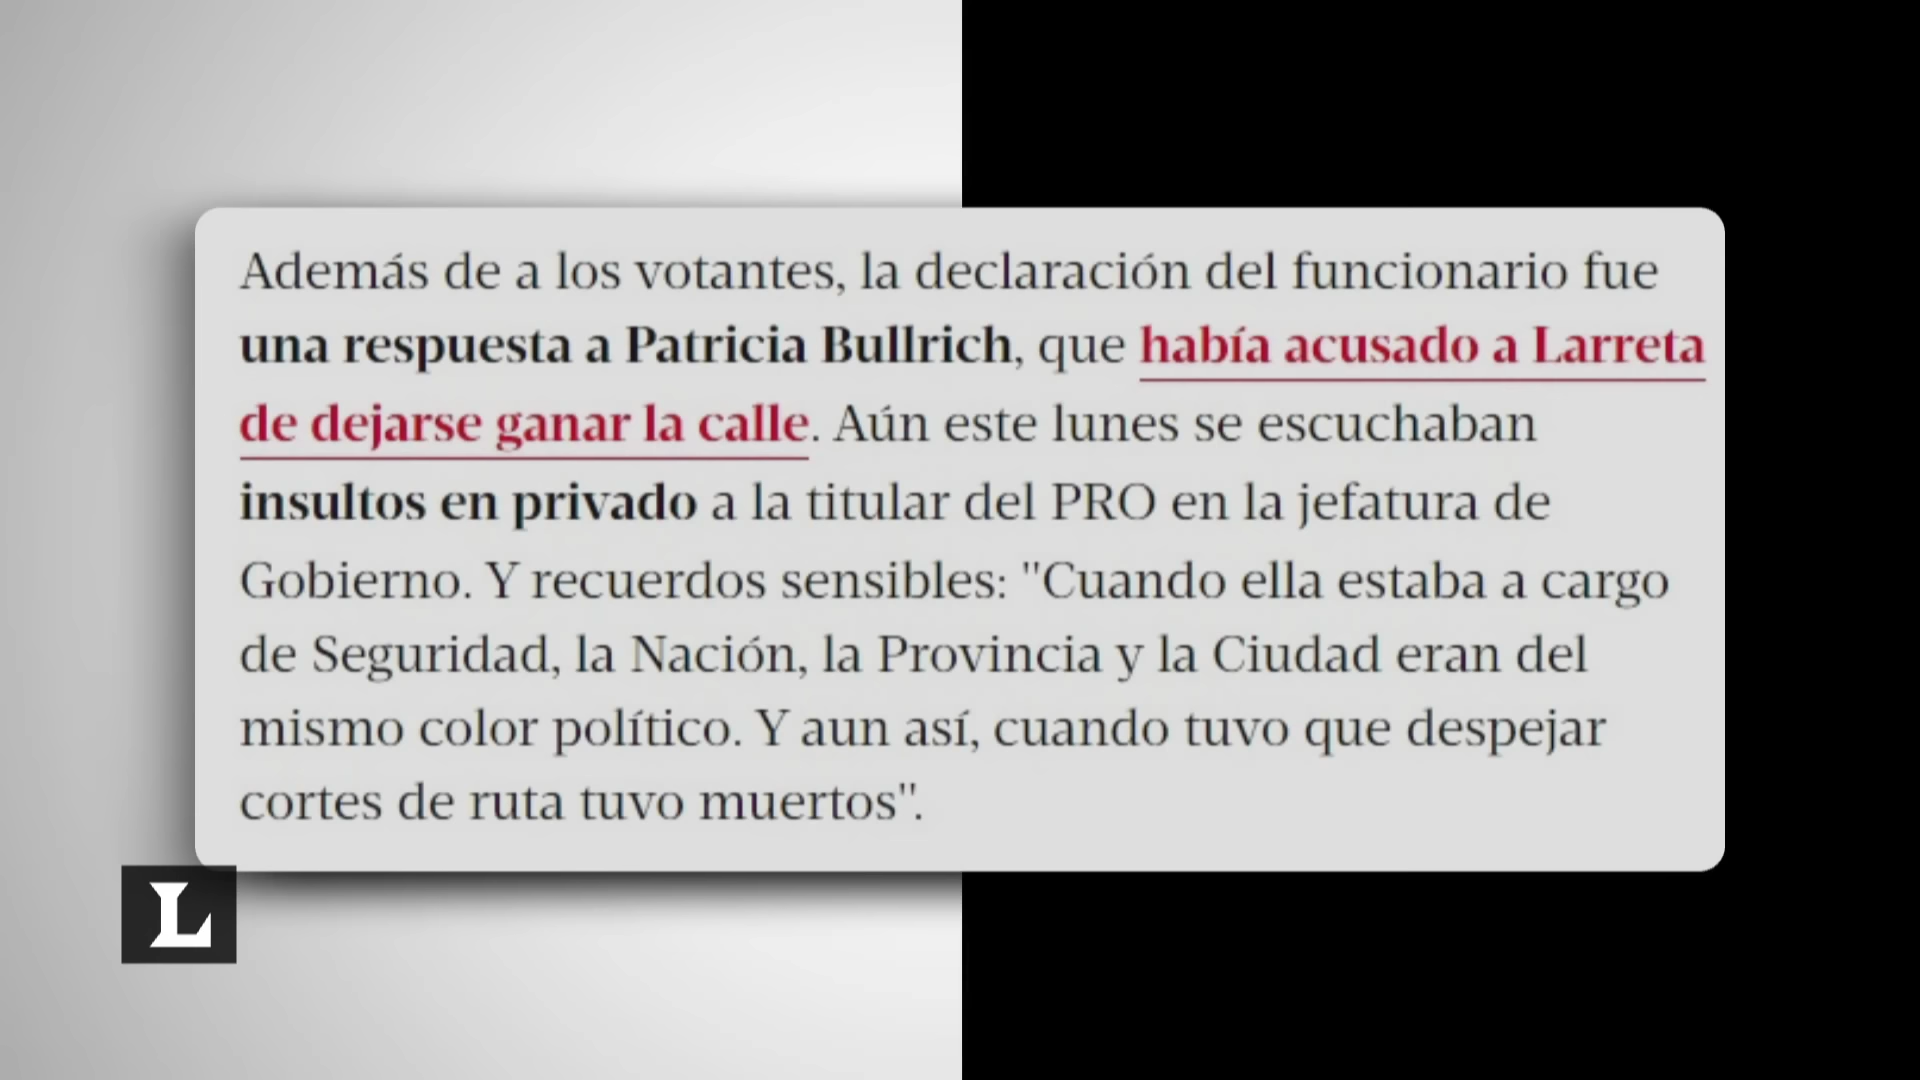 Además de a los votantes, la declaración del funcionario fue
una respuesta a Patricia Bullrich, que había acusado a Larreta
de dejarse ganar la calle. Aún este lunes se escuchaban
insultos en privado a la titular del PRO en la jefatura de
Gobierno. Y recuerdos sensibles: "Cuando ella estaba a cargo
de Seguridad, la Nación, la Provincia y la Ciudad eran del
mismo color político. Y aun así, cuando tuvo que despejar
cortes de ruta tuvo muertos".
L